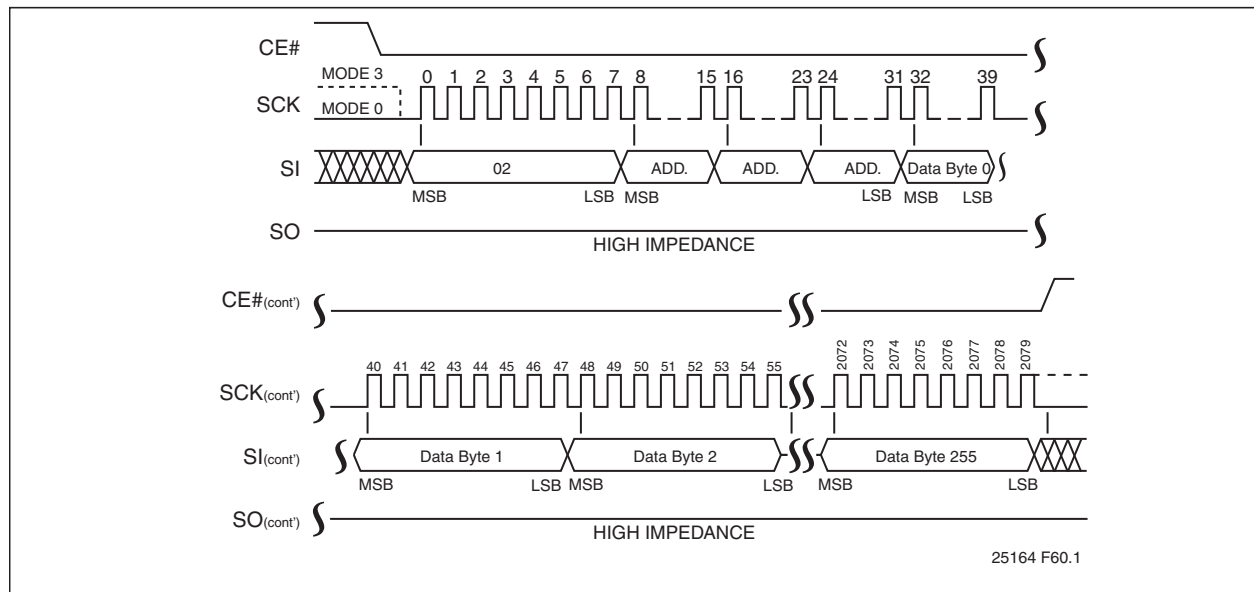 CE#
MODE 3
0 1 2 3 4 5 6 7 8 15 16 23 24 31 32 39
SCK
MODE 0
SI
02
ADD.
ADD.
ADD.
Data Byte 0
MSB
LSB
MSB
LSB
MSB
LSB
SO
HIGH IMPEDANCE
CE#(cont')
40 41 42 43 44 45 46 47 48 49 50 51 52 53 54 55
2072 2073 2074 2075 2076 2077 2078 2079
SCK(cont')
SI(cont')
Data Byte 1
Data Byte 2
Data Byte 255
MSB
LSB
MSB
LSB
MSB
LSB
SO(cont')
HIGH IMPEDANCE
25164 F60.1